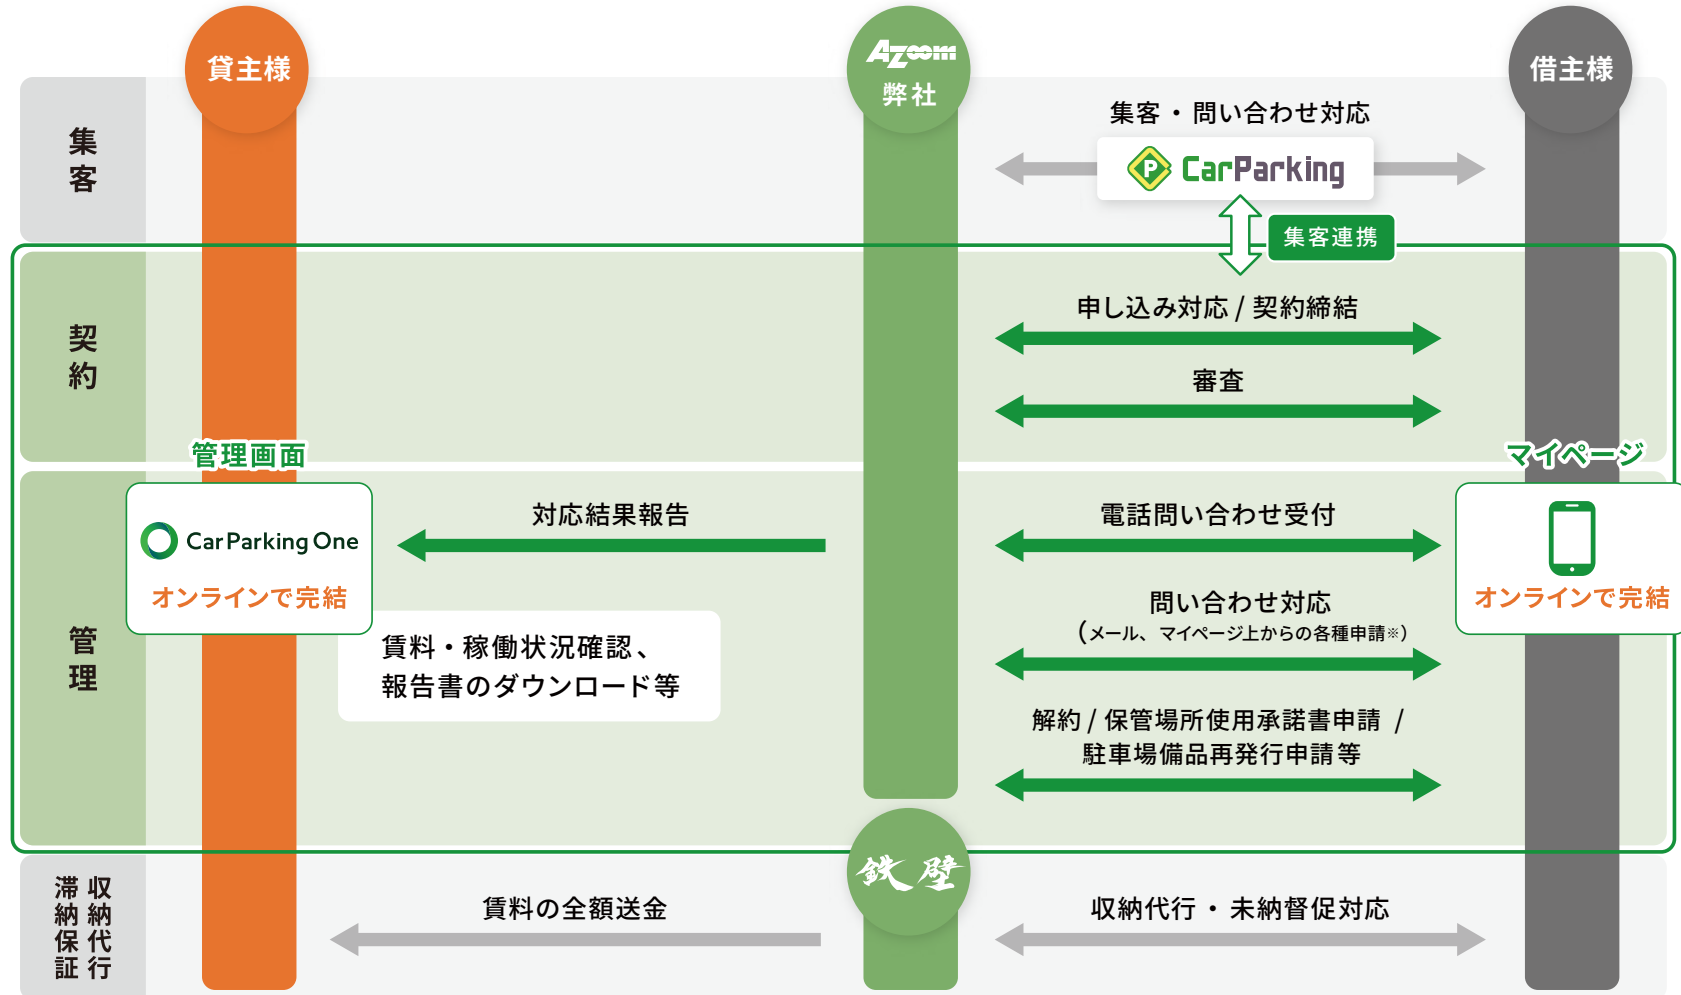 貸主様
Azoom
弊社
借主様
集客
集客・問い合わせ対応
P CarParking
集客連携
契約
申し込み対応 / 契約締結
審査
管理画面
マイページ
管理
CarParking One
オンラインで完結
対応結果報告
賃料・稼働状況確認、
報告書のダウンロード等
電話問い合わせ受付
問い合わせ対応
（メール、マイページ上からの各種申請※）
解約 / 保管場所使用承諾書申請 /
駐車場備品再発行申請等
オンラインで完結
鉄壁
収納代行
滞納保証
賃料の全額送金
収納代行・未納督促対応